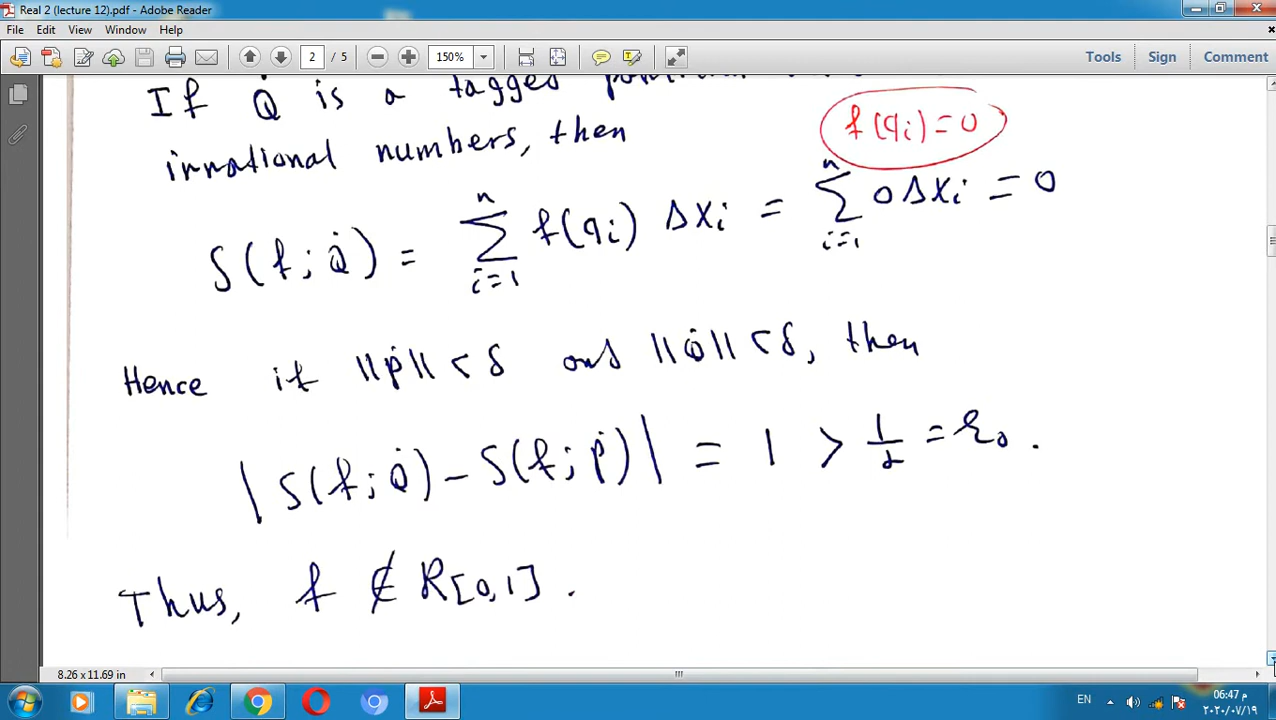 Real 2 (lecture 12).pdf - Adobe Reader
File Edit View Window Help
2 / 5 150% Tools Sign Comment
If Q̇ is a tagged
f(qi) = 0
irrational numbers, then
S(f; Q̇) = ∑_{i=1}^{n} f(qi) Δxi = ∑_{i=1}^{n} 0 Δxi = 0
Hence if ||Ṗ|| < δ and ||Q̇|| < δ, then
| S(f; Q̇) - S(f; Ṗ) | = 1 > 1/2 = ε₀ .
Thus, f ∉ R[0,1] .
8.26 x 11.69 in
EN
06:47 م
٢٠٢٠/٠٧/١٩